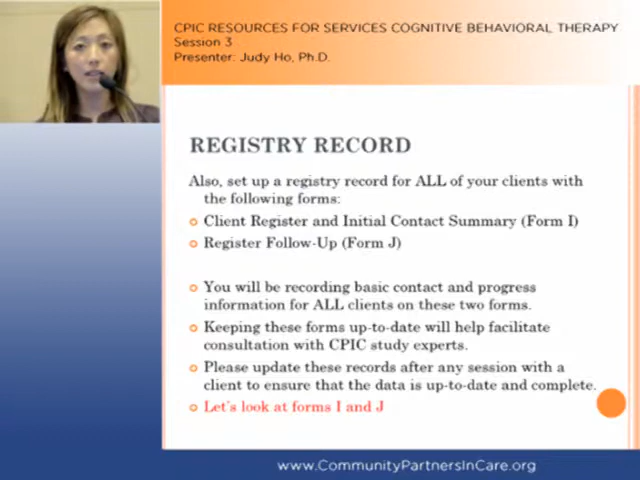 CPIC RESOURCES FOR SERVICES COGNITIVE BEHAVIORAL THERAPY
Session 3
Presenter: Judy Ho, Ph.D.
REGISTRY RECORD
Also, set up a registry record for ALL of your clients with
the following forms:
Client Register and Initial Contact Summary (Form I)
Register Follow-Up (Form J)
You will be recording basic contact and progress
information for ALL clients on these two forms.
Keeping these forms up-to-date will help facilitate
consultation with CPIC study experts.
Please update these records after any session with a
client to ensure that the data is up-to-date and complete.
Let's look at forms I and J
www.CommunityPartnersInCare.org